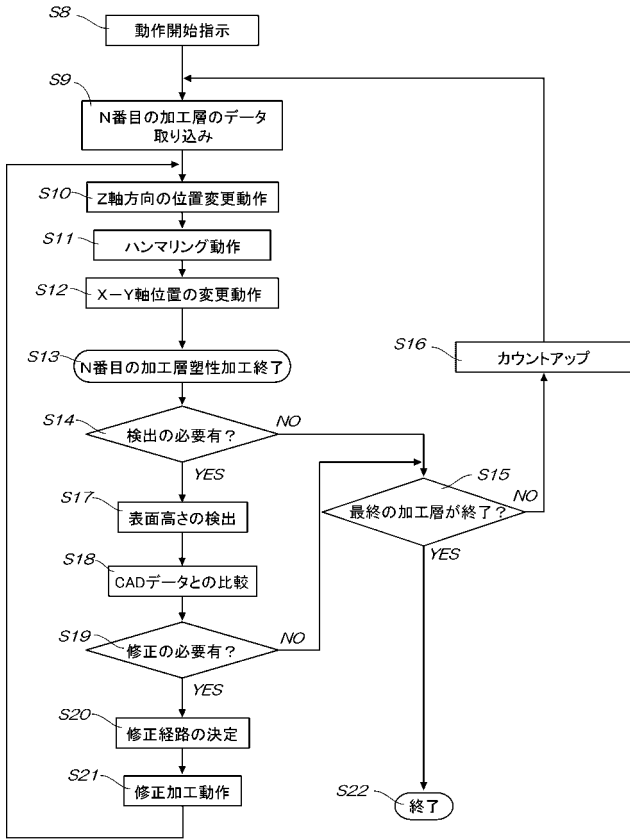 S8
動作開始指示
S9
N番目の加工層のデータ
取り込み
S10
Z軸方向の位置変更動作
S11
ハンマリング動作
S12
X－Y軸位置の変更動作
S13
N番目の加工層塑性加工終了
S14
検出の必要有？
NO
YES
S15
最終の加工層が終了？
NO
YES
S16
カウントアップ
S17
表面高さの検出
S18
CADデータとの比較
S19
修正の必要有？
NO
YES
S20
修正経路の決定
S21
修正加工動作
S22
終了